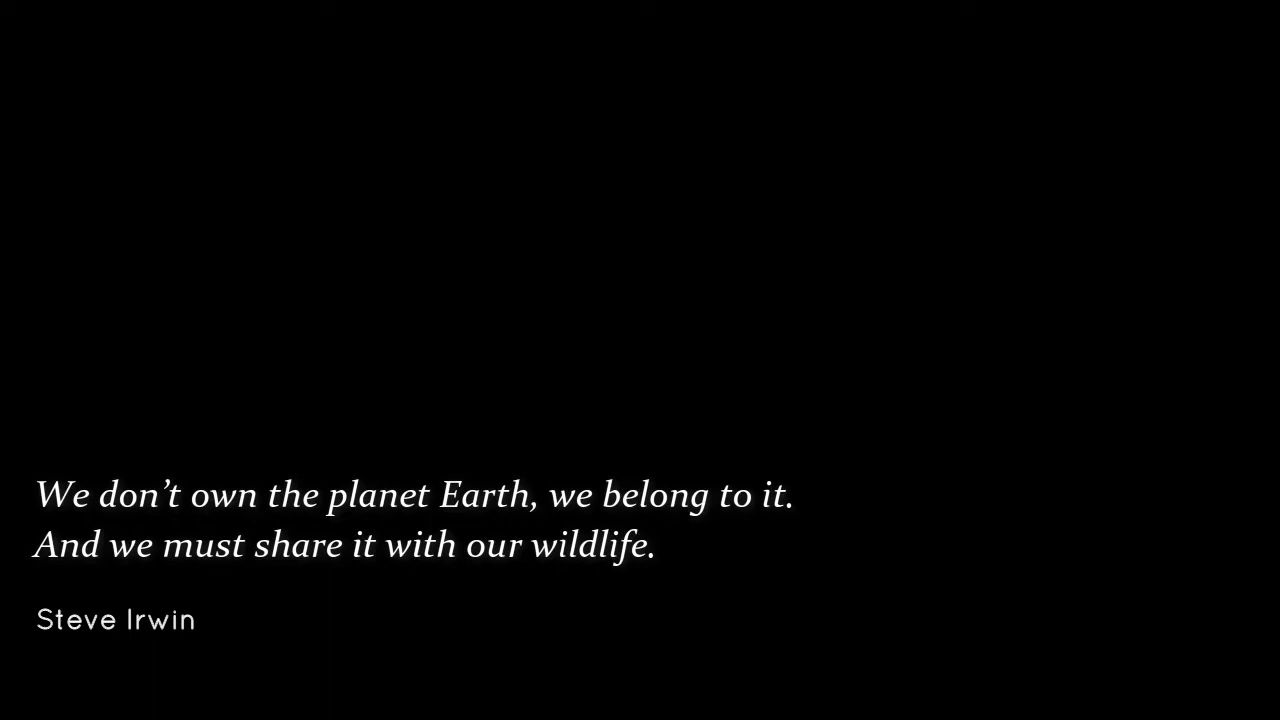 We don’t own the planet Earth, we belong to it.
And we must share it with our wildlife.
Steve Irwin